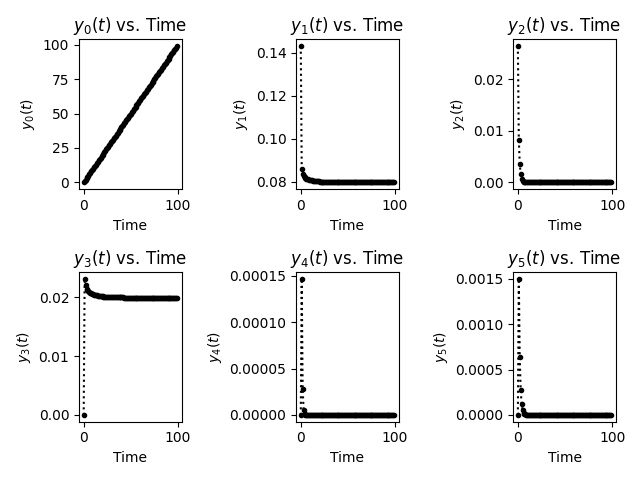 y₀(t) vs. Time
100
75
50
25
0
y₀(t)
0
100
Time
y₁(t) vs. Time
0.14
0.12
0.10
0.08
y₁(t)
0
100
Time
y₂(t) vs. Time
0.02
0.01
0.00
y₂(t)
0
100
Time
y₃(t) vs. Time
0.02
0.01
0.00
y₃(t)
0
100
Time
y₄(t) vs. Time
0.00015
0.00010
0.00005
0.00000
y₄(t)
0
100
Time
y₅(t) vs. Time
0.0015
0.0010
0.0005
0.0000
y₅(t)
0
100
Time